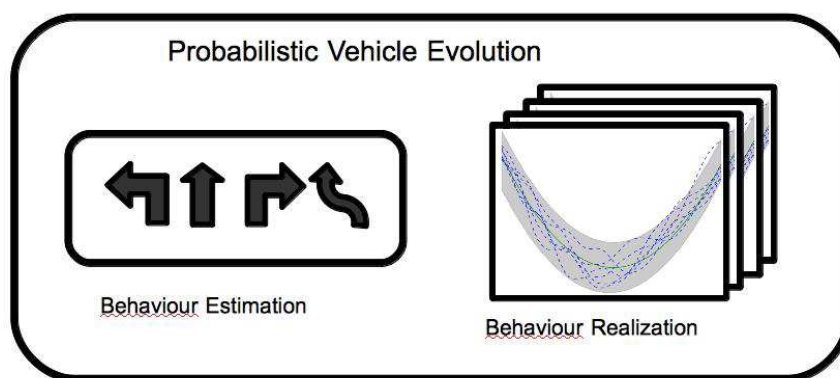 Probabilistic Vehicle Evolution
Behaviour Estimation
Behaviour Realization